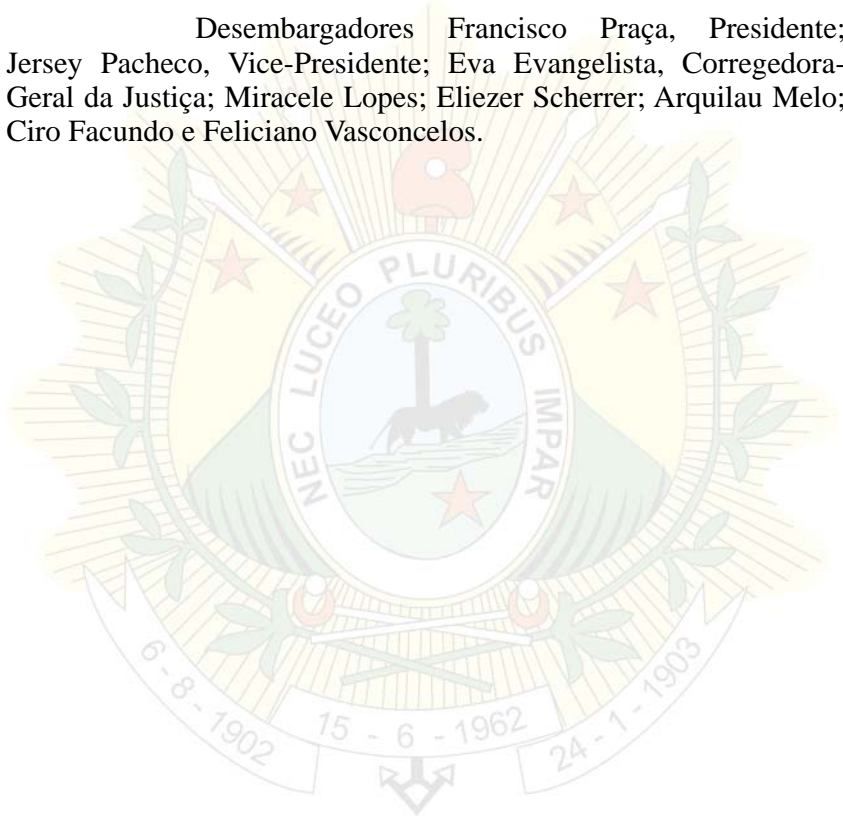 Desembargadores Francisco Praça, Presidente;
Jersey Pacheco, Vice-Presidente; Eva Evangelista, Corregedora-
Geral da Justiça; Miracele Lopes; Eliezer Scherrer; Arquilau Melo;
Ciro Facundo e Feliciano Vasconcelos.
NEC LUCEO PLURIBUS IMPAR
6 - 8 - 1902
15 - 6 - 1962
24 - 1 - 1903